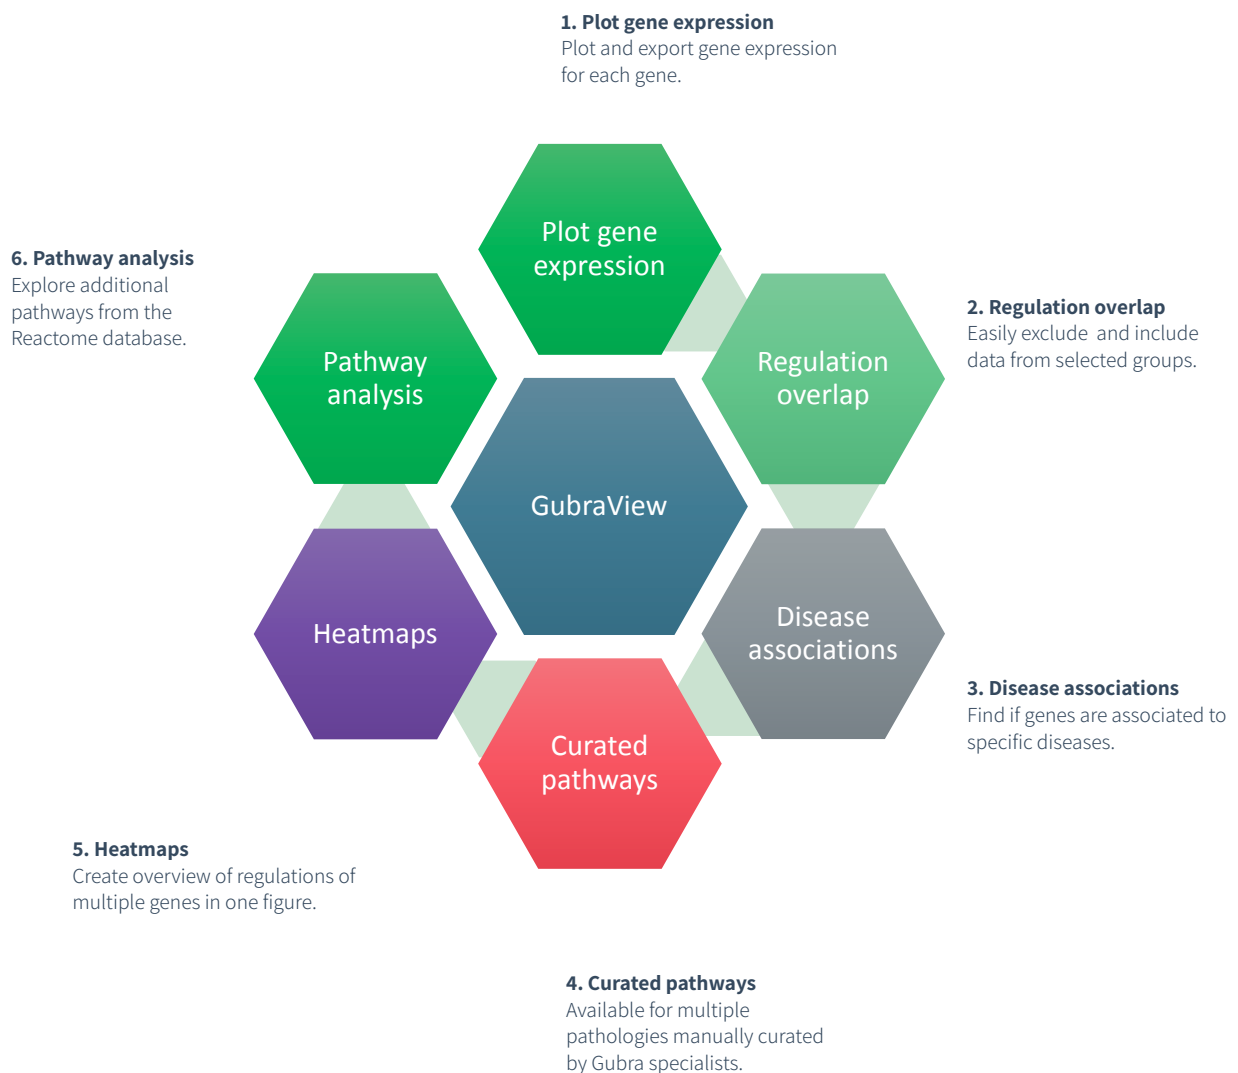 1. Plot gene expression
Plot and export gene expression
for each gene.
Plot gene
expression
6. Pathway analysis
Explore additional
pathways from the
Reactome database.
2. Regulation overlap
Easily exclude  and include
data from selected groups.
Pathway
analysis
Regulation
overlap
GubraView
Heatmaps
Disease
associations
3. Disease associations
Find if genes are associated to
specific diseases.
Curated
pathways
5. Heatmaps
Create overview of regulations of
multiple genes in one figure.
4. Curated pathways
Available for multiple
pathologies manually curated
by Gubra specialists.